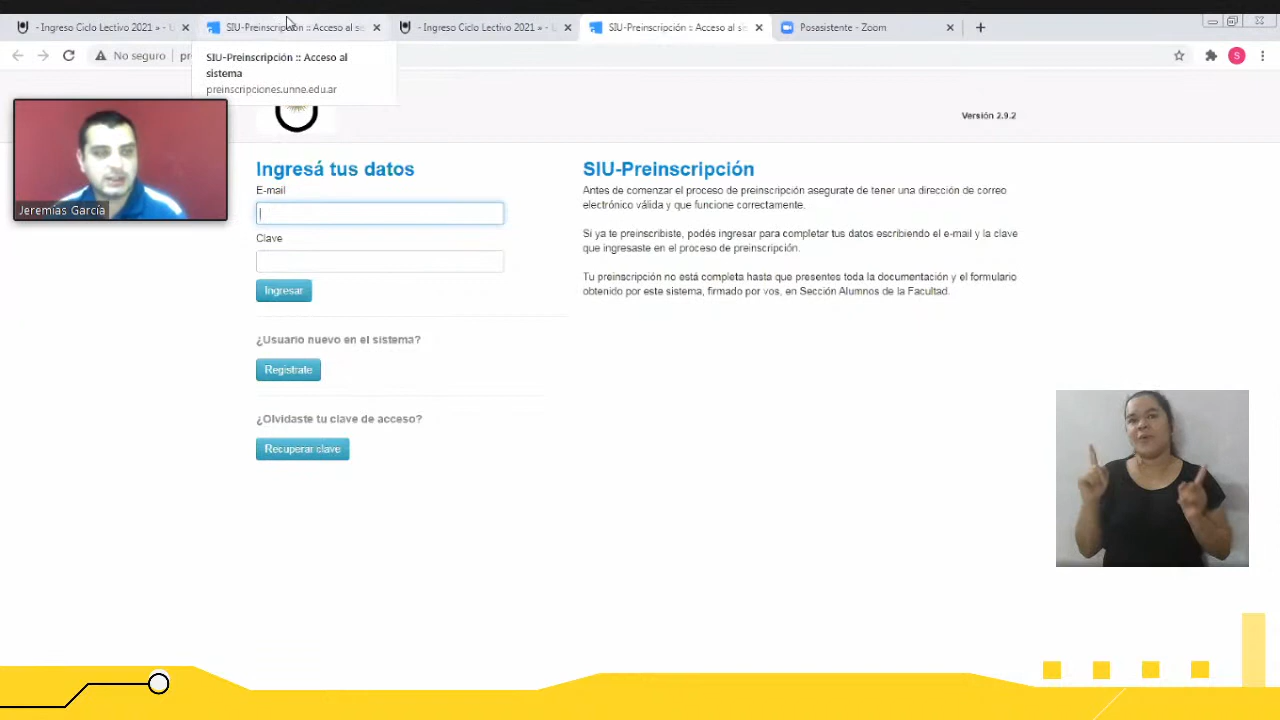 - Ingreso Ciclo Lectivo 2021 » - U
SIU-Preinscripción :: Acceso al se
- Ingreso Ciclo Lectivo 2021 » - U
SIU-Preinscripción :: Acceso al sis
Posasistente - Zoom
No seguro
pre
S
SIU-Preinscripción :: Acceso al
sistema
preinscripciones.unne.edu.ar
Versión 2.9.2
Jeremías García
Ingresá tus datos
E-mail
Clave
Ingresar
¿Usuario nuevo en el sistema?
Registrate
¿Olvidaste tu clave de acceso?
Recuperar clave
SIU-Preinscripción
Antes de comenzar el proceso de preinscripción asegurate de tener una dirección de correo
electrónico válida y que funcione correctamente.
Si ya te preinscribiste, podés ingresar para completar tus datos escribiendo el e-mail y la clave
que ingresaste en el proceso de preinscripción.
Tu preinscripción no está completa hasta que presentes toda la documentación y el formulario
obtenido por este sistema, firmado por vos, en Sección Alumnos de la Facultad.